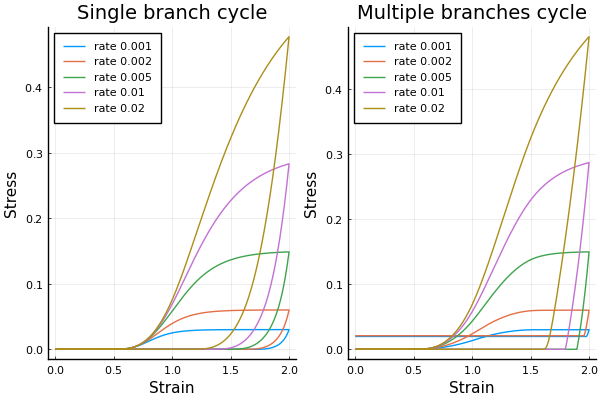 Single branch cycle
rate 0.001
rate 0.002
rate 0.005
rate 0.01
rate 0.02
Stress
0.4
0.3
0.2
0.1
0.0
0.0 0.5 1.0 1.5 2.0
Strain
Multiple branches cycle
rate 0.001
rate 0.002
rate 0.005
rate 0.01
rate 0.02
Stress
0.4
0.3
0.2
0.1
0.0
0.0 0.5 1.0 1.5 2.0
Strain